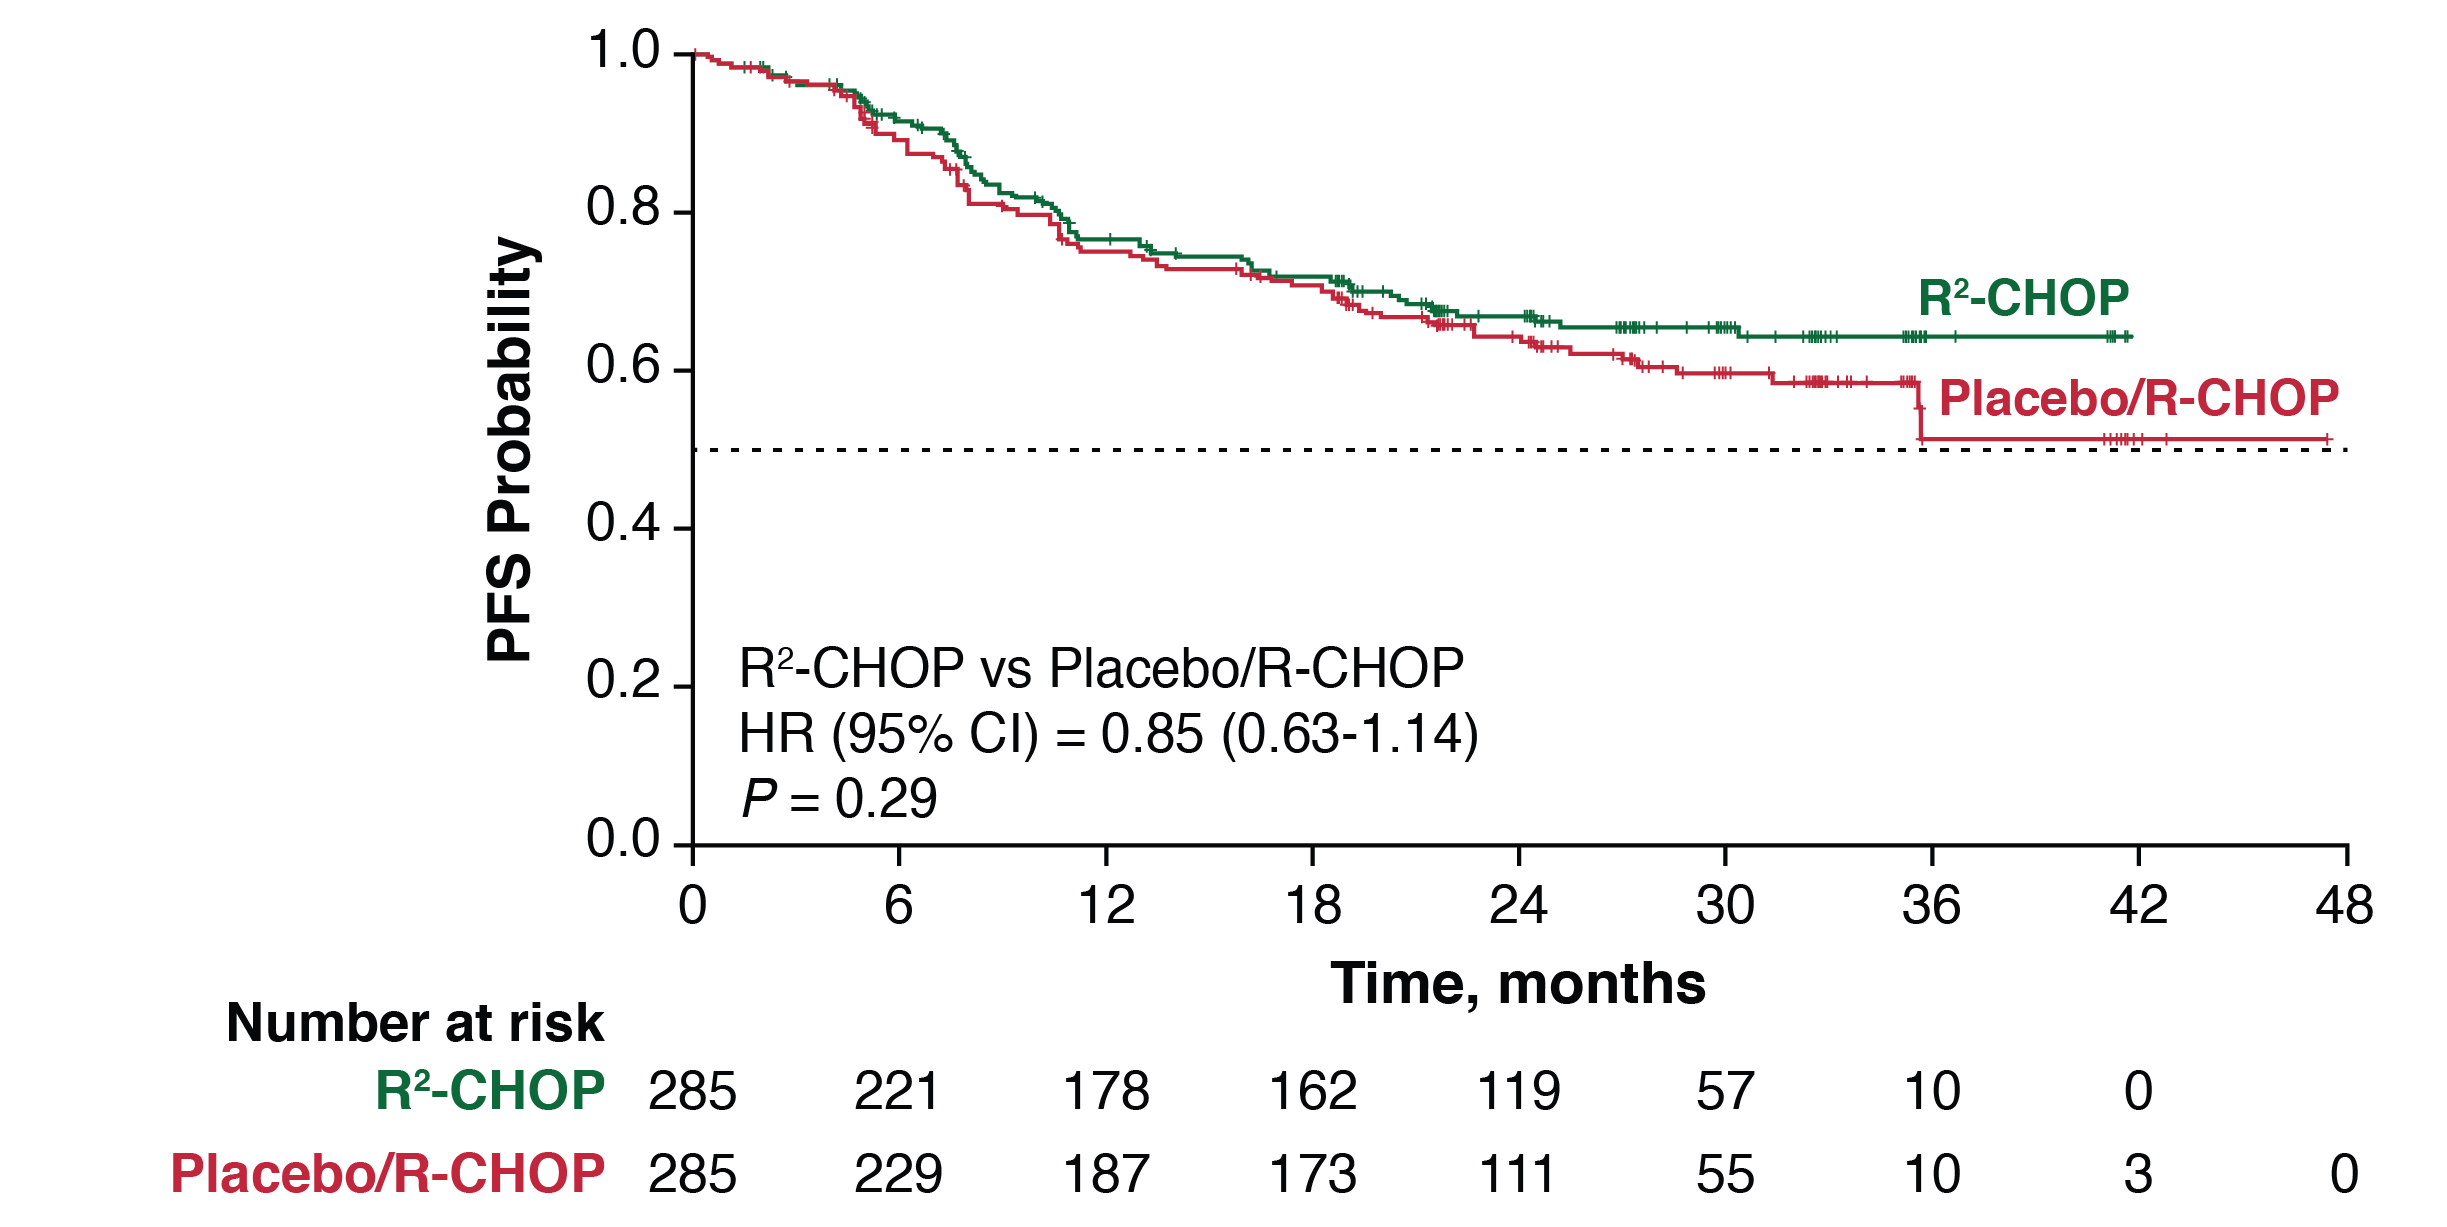 PFS Probability
1.0
0.8
0.6
0.4
0.2
0.0
R²-CHOP
Placebo/R-CHOP
R²-CHOP vs Placebo/R-CHOP
HR (95% CI) = 0.85 (0.63-1.14)
P = 0.29
0 6 12 18 24 30 36 42 48
Time, months
Number at risk
R²-CHOP 285 221 178 162 119 57 10 0
Placebo/R-CHOP 285 229 187 173 111 55 10 3 0